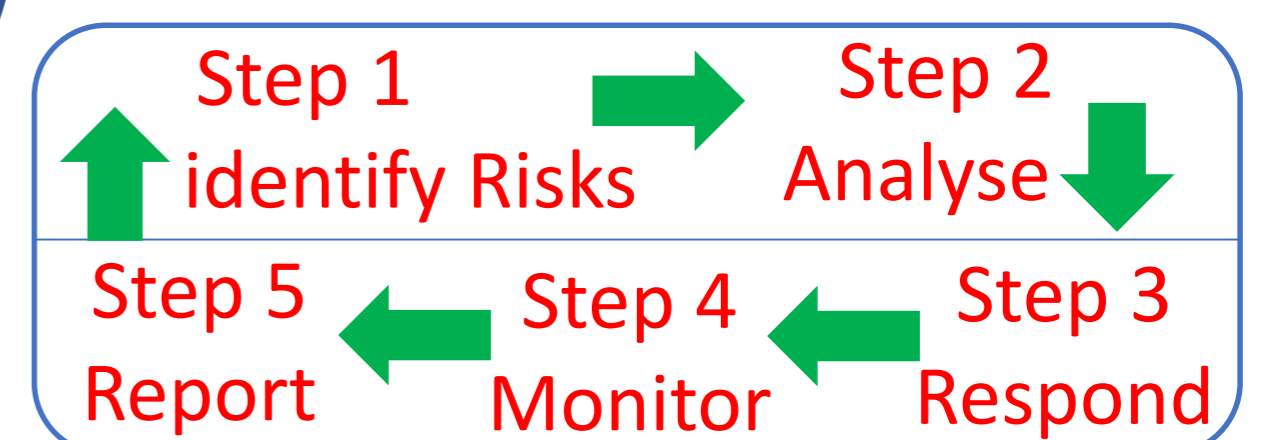 Step 1
identify Risks
Step 2
Analyse
Step 3
Respond
Step 4
Monitor
Step 5
Report